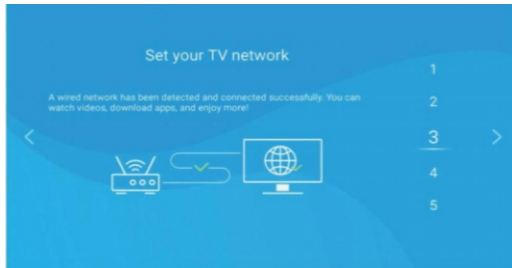 Set your TV network
A wired network has been detected and connected successfully. You can
watch videos, download apps, and enjoy more!
1
2
3
4
5